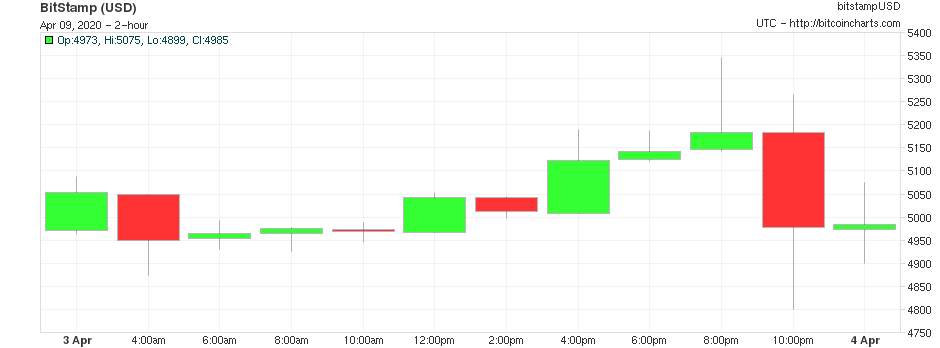 BitStamp (USD)
bitstampUSD
Apr 09, 2020 - 2-hour
UTC - http://bitcoincharts.com
Op:4973, Hi:5075, Lo:4899, Cl:4985
5400
5350
5300
5250
5200
5150
5100
5050
5000
4950
4900
4850
4800
4750
3 Apr 4:00am 6:00am 8:00am 10:00am 12:00pm 2:00pm 4:00pm 6:00pm 8:00pm 10:00pm 4 Apr